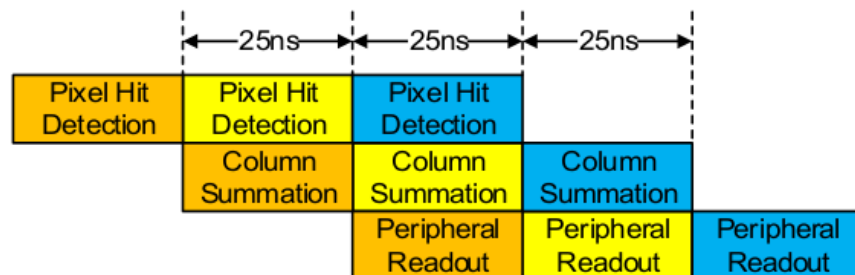 25ns 25ns 25ns
Pixel Hit Pixel Hit Pixel Hit
Detection Detection Detection
Column Column Column
Summation Summation Summation
Peripheral Peripheral Peripheral
Readout Readout Readout